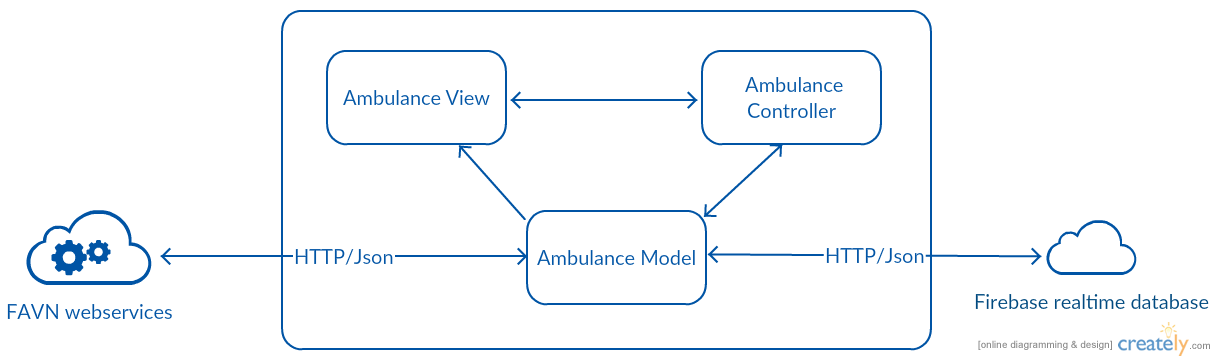 Ambulance View
Ambulance
Controller
HTTP/Json
Ambulance Model
HTTP/Json
FAVN webservices
Firebase realtime database
[online diagramming & design] creately.com